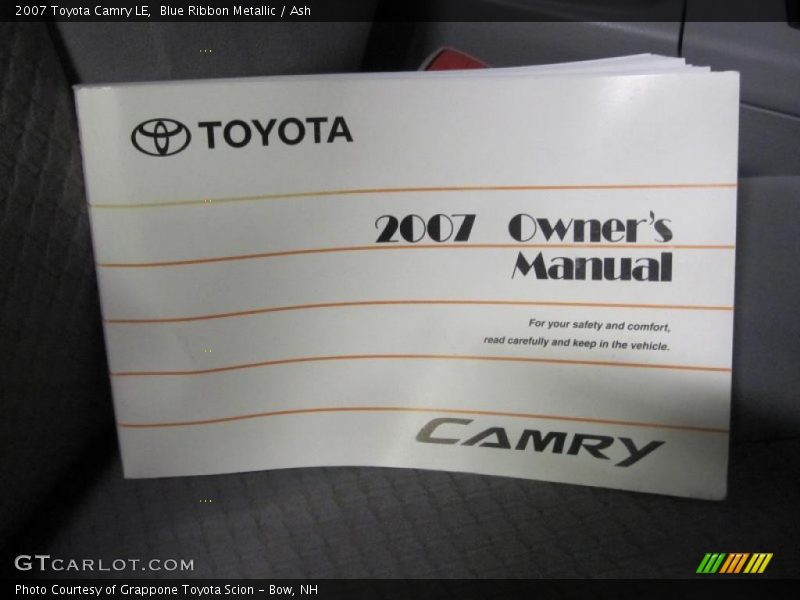 2007 Toyota Camry LE, Blue Ribbon Metallic / Ash
TOYOTA
2007 Owner's
Manual
For your safety and comfort,
read carefully and keep in the vehicle.
CAMRY
GTCARLOT.COM
Photo Courtesy of Grappone Toyota Scion - Bow, NH